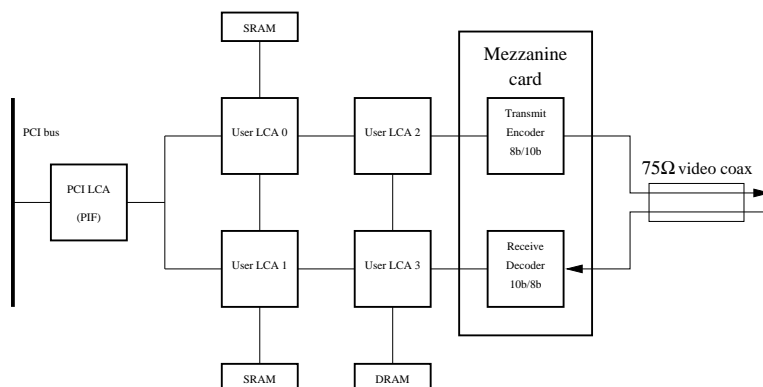 SRAM
Mezzanine
card
PCI bus
User LCA 0
User LCA 2
Transmit
Encoder
8b/10b
75Ω video coax
PCI LCA
(PIF)
User LCA 1
User LCA 3
Receive
Decoder
10b/8b
SRAM
DRAM